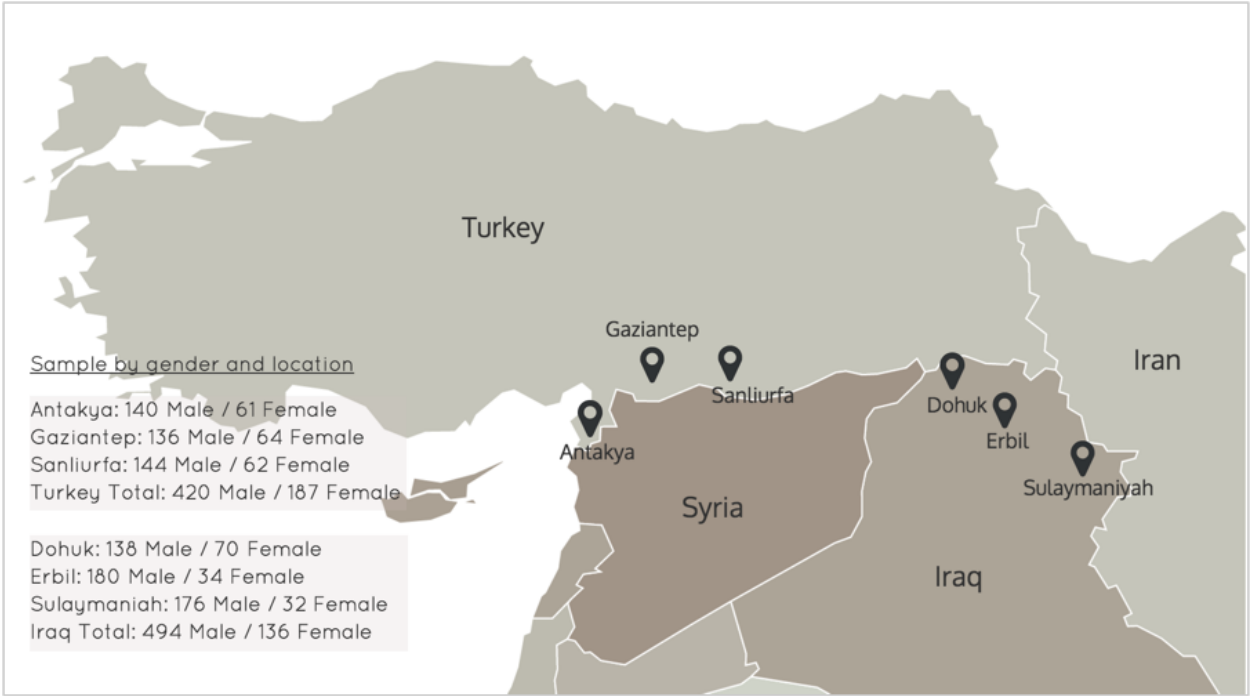 Turkey
Gaziantep
Iran
Sample by gender and location
Sanliurfa
Dohuk
Antakya: 140 Male / 61 Female
Gaziantep: 136 Male / 64 Female
Erbil
Antakya
Sanliurfa: 144 Male / 62 Female
Turkey Total: 420 Male / 187 Female
Sulaymaniyah
Syria
Dohuk: 138 Male / 70 Female
Erbil: 180 Male / 34 Female
Iraq
Sulaymaniah: 176 Male / 32 Female
Iraq Total: 494 Male / 136 Female